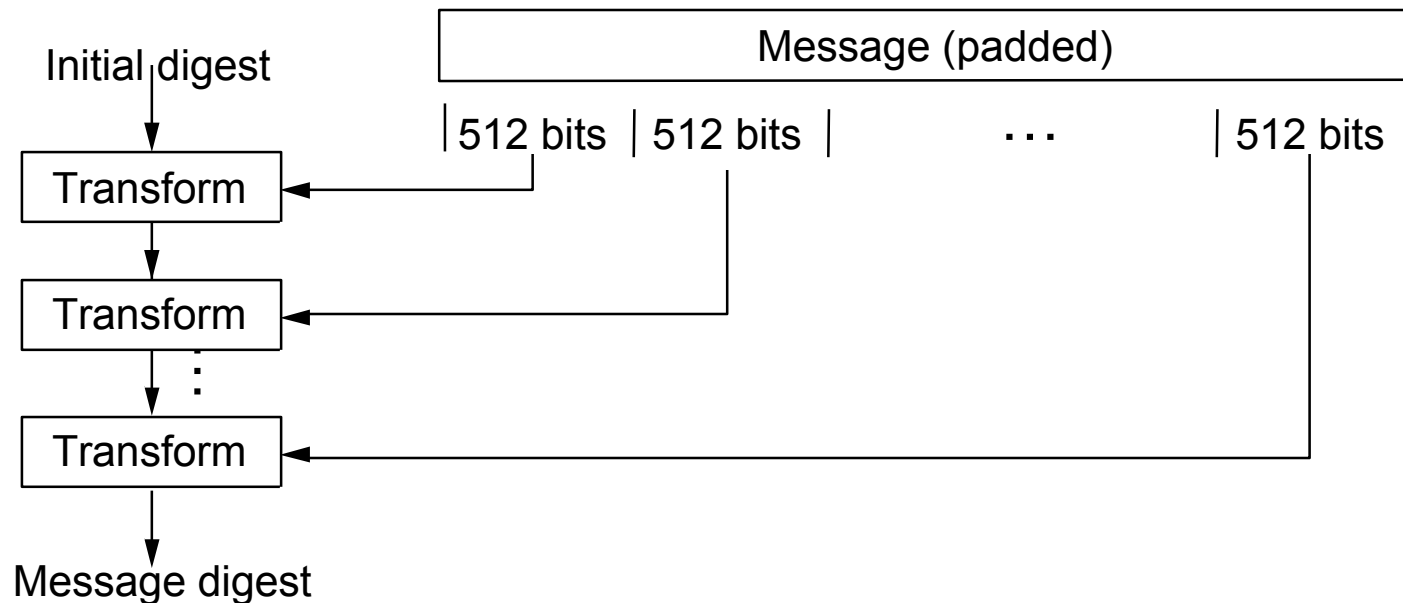 Initial digest
Message (padded)
512 bits 512 bits ... 512 bits
Transform
Transform
⋮
Transform
Message digest